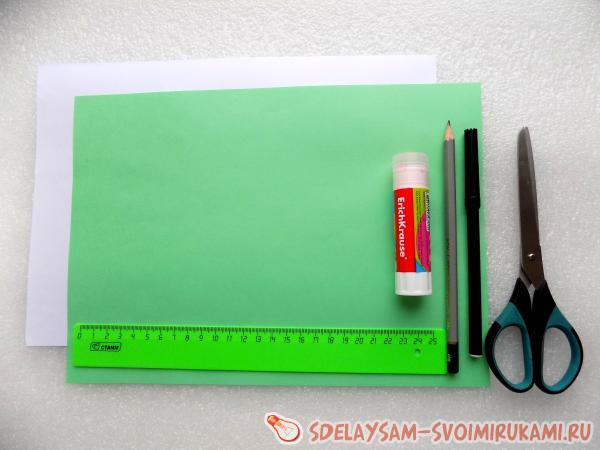 ErichKrause®
0 1 2 3 4 5 6 7 8 9 10 11 12 13 14 15 16 17 18 19 20 21 22 23 24 25
СТАММ
SDELAYSAM-SVOIMIRUKAMI.RU